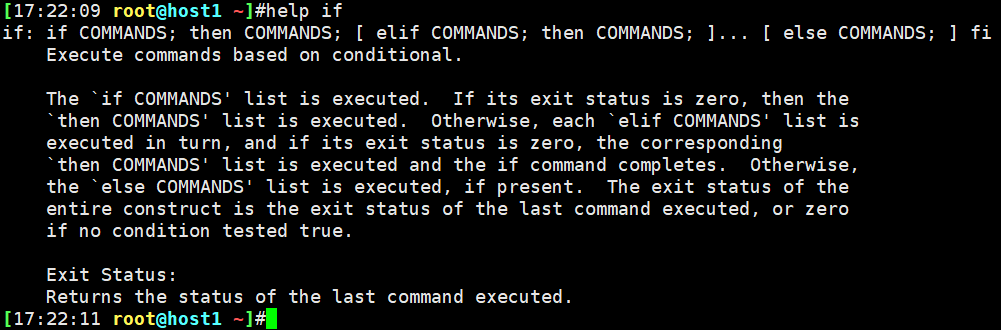 [17:22:09 root@host1 ~]#help if
if: if COMMANDS; then COMMANDS; [ elif COMMANDS; then COMMANDS; ]... [ else COMMANDS; ] fi
    Execute commands based on conditional.

    The `if COMMANDS' list is executed.  If its exit status is zero, then the
    `then COMMANDS' list is executed.  Otherwise, each `elif COMMANDS' list is
    executed in turn, and if its exit status is zero, the corresponding
    `then COMMANDS' list is executed and the if command completes.  Otherwise,
    the `else COMMANDS' list is executed, if present.  The exit status of the
    entire construct is the exit status of the last command executed, or zero
    if no condition tested true.

    Exit Status:
    Returns the status of the last command executed.
[17:22:11 root@host1 ~]#